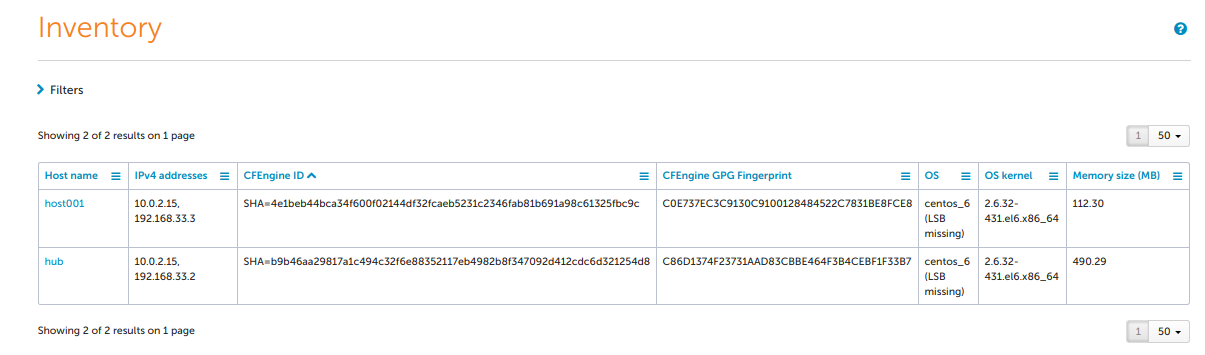 Inventory
Filters
Showing 2 of 2 results on 1 page
1 50
Host name IPv4 addresses CFEngine ID CFEngine GPG Fingerprint OS OS kernel Memory size (MB)
host001 10.0.2.15, SHA=4e1beb44bca34f600f02144df32fcaeb5231c2346fab81b691a98c61325fbc9c C0E737EC3C9130C9100128484522C7831BE8FCE8 centos_6 2.6.32- 112.30
192.168.33.3 (LSB 431.el6.x86_64
missing)
hub 10.0.2.15, SHA=b9b46aa29817a1c494c32f6e88352117eb4982b8f347092d412cdc6d321254d8 C86D1374F23731AAD83CBBE464F3B4CEBF1F33B7 centos_6 2.6.32- 490.29
192.168.33.2 (LSB 431.el6.x86_64
missing)
Showing 2 of 2 results on 1 page
1 50